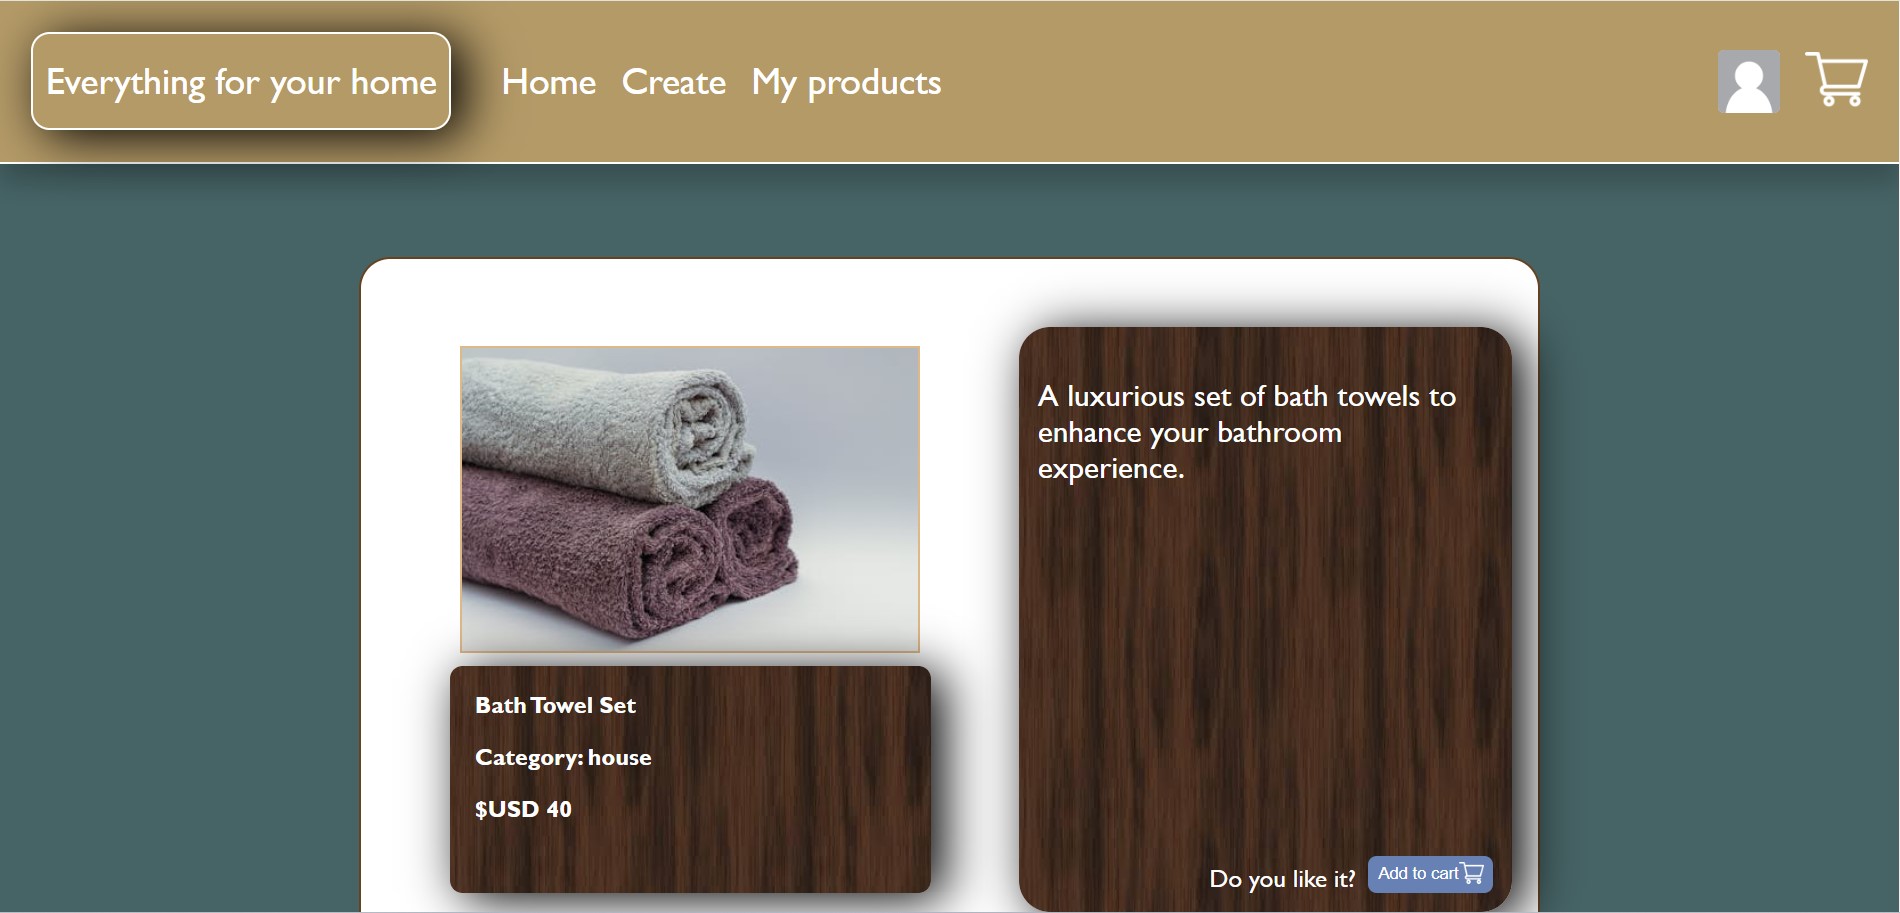 Everything for your home
Home
Create
My products
A luxurious set of bath towels to
enhance your bathroom
experience.
Bath Towel Set
Category: house
$USD 40
Do you like it?
Add to cart